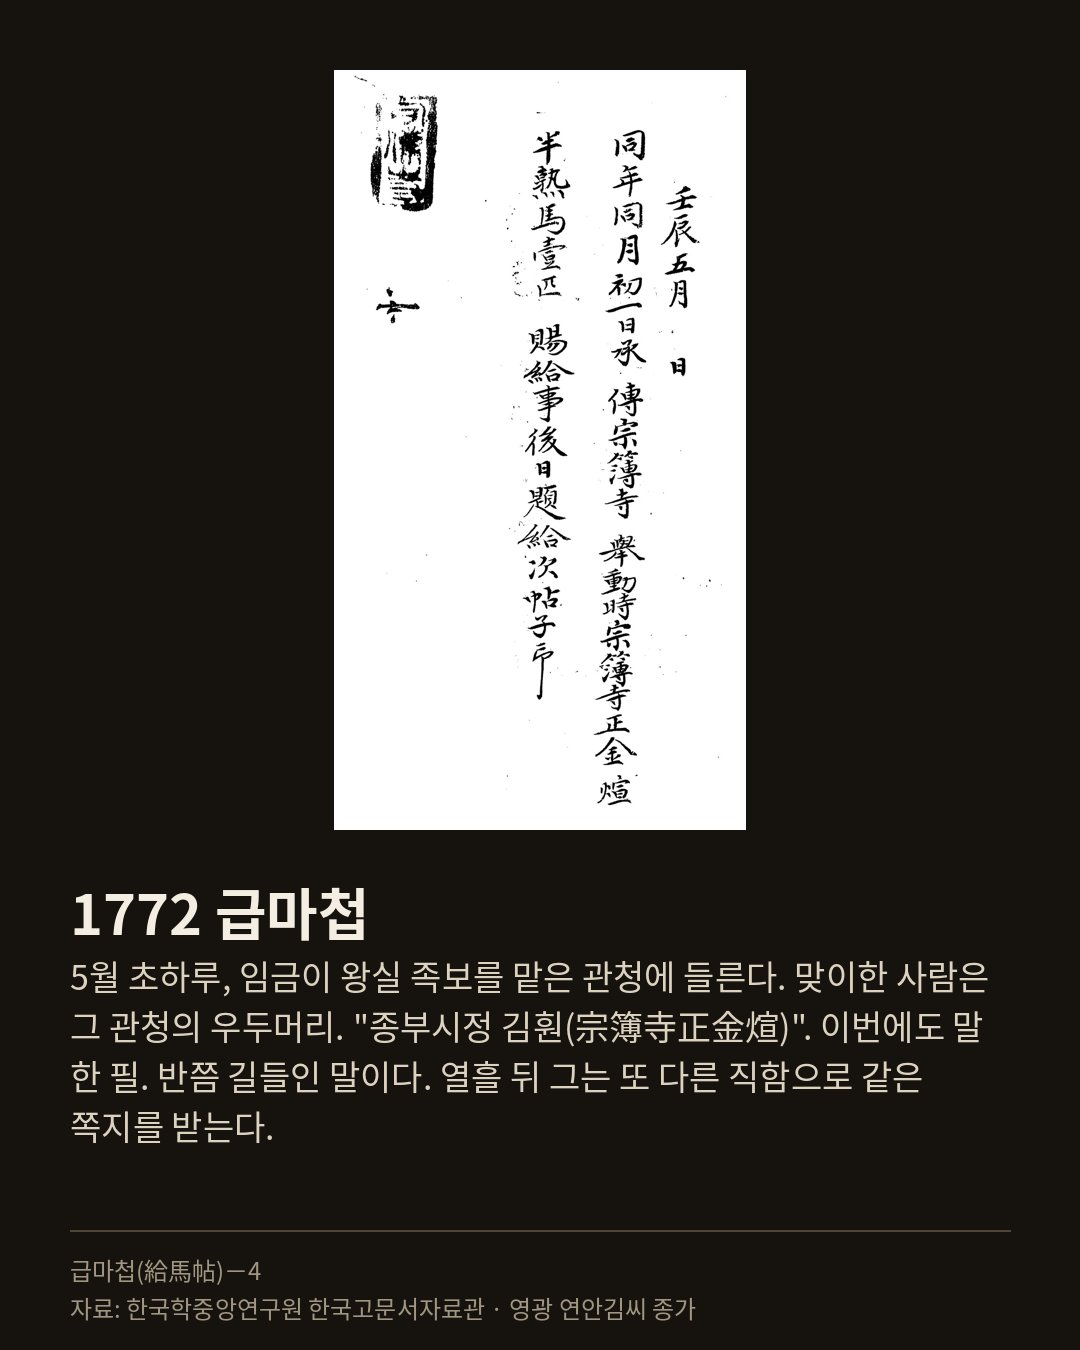 壬辰五月 日
同年同月初一日承 傳宗簿寺 擧動時宗簿寺正金煊
半熟馬壹匹 賜給事後日題給次帖子印
1772 급마첩
5월 초하루, 임금이 왕실 족보를 맡은 관청에 들른다. 맞이한 사람은
그 관청의 우두머리. "종부시정 김훤(宗簿寺正金煊)". 이번에도 말
한 필. 반쯤 길들인 말이다. 열흘 뒤 그는 또 다른 직함으로 같은
쪽지를 받는다.
급마첩(給馬帖)－4
자료: 한국학중앙연구원 한국고문서자료관 · 영광 연안김씨 종가